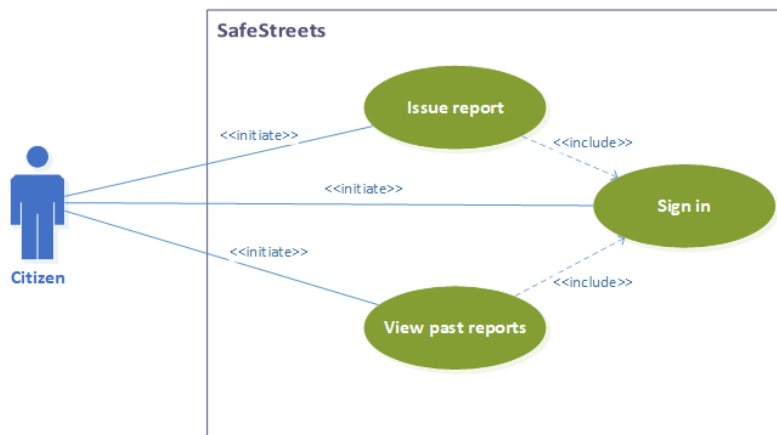 SafeStreets
Issue report
<<initiate>>
<<include>>
<<initiate>>
Sign in
<<initiate>>
Citizen
<<include>>
View past reports